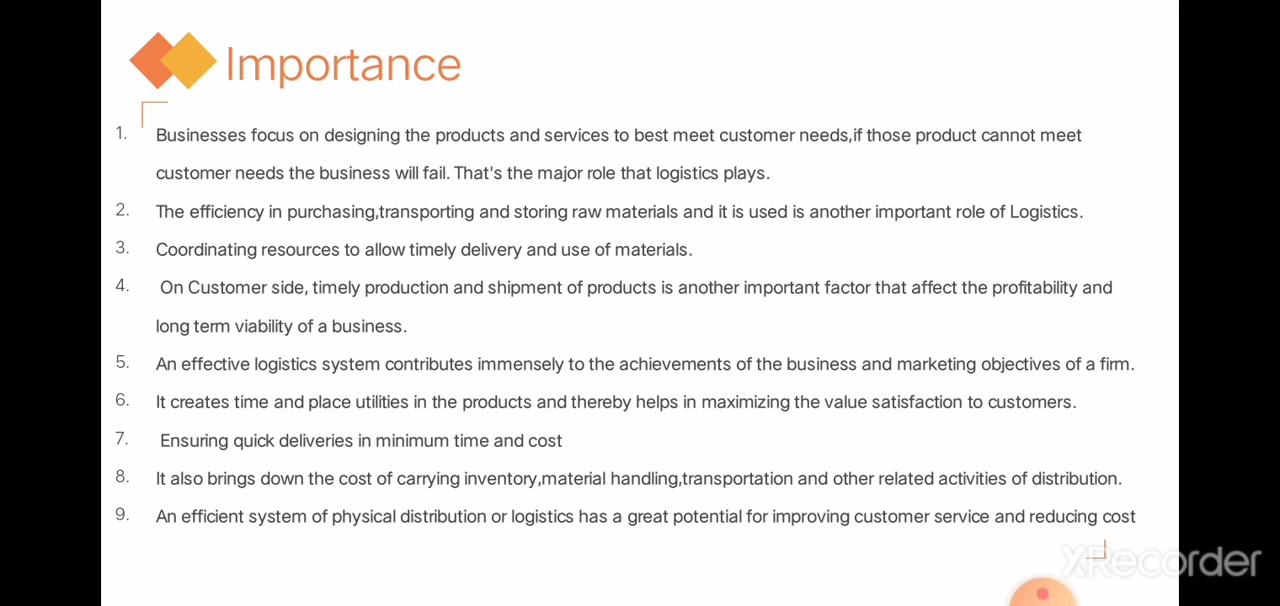 Importance
1. Businesses focus on designing the products and services to best meet customer needs,if those product cannot meet
customer needs the business will fail. That's the major role that logistics plays.
2. The efficiency in purchasing,transporting and storing raw materials and it is used is another important role of Logistics.
3. Coordinating resources to allow timely delivery and use of materials.
4. On Customer side, timely production and shipment of products is another important factor that affect the profitability and
long term viability of a business.
5. An effective logistics system contributes immensely to the achievements of the business and marketing objectives of a firm.
6. It creates time and place utilities in the products and thereby helps in maximizing the value satisfaction to customers.
7. Ensuring quick deliveries in minimum time and cost
8. It also brings down the cost of carrying inventory,material handling,transportation and other related activities of distribution.
9. An efficient system of physical distribution or logistics has a great potential for improving customer service and reducing cost
XRecorder